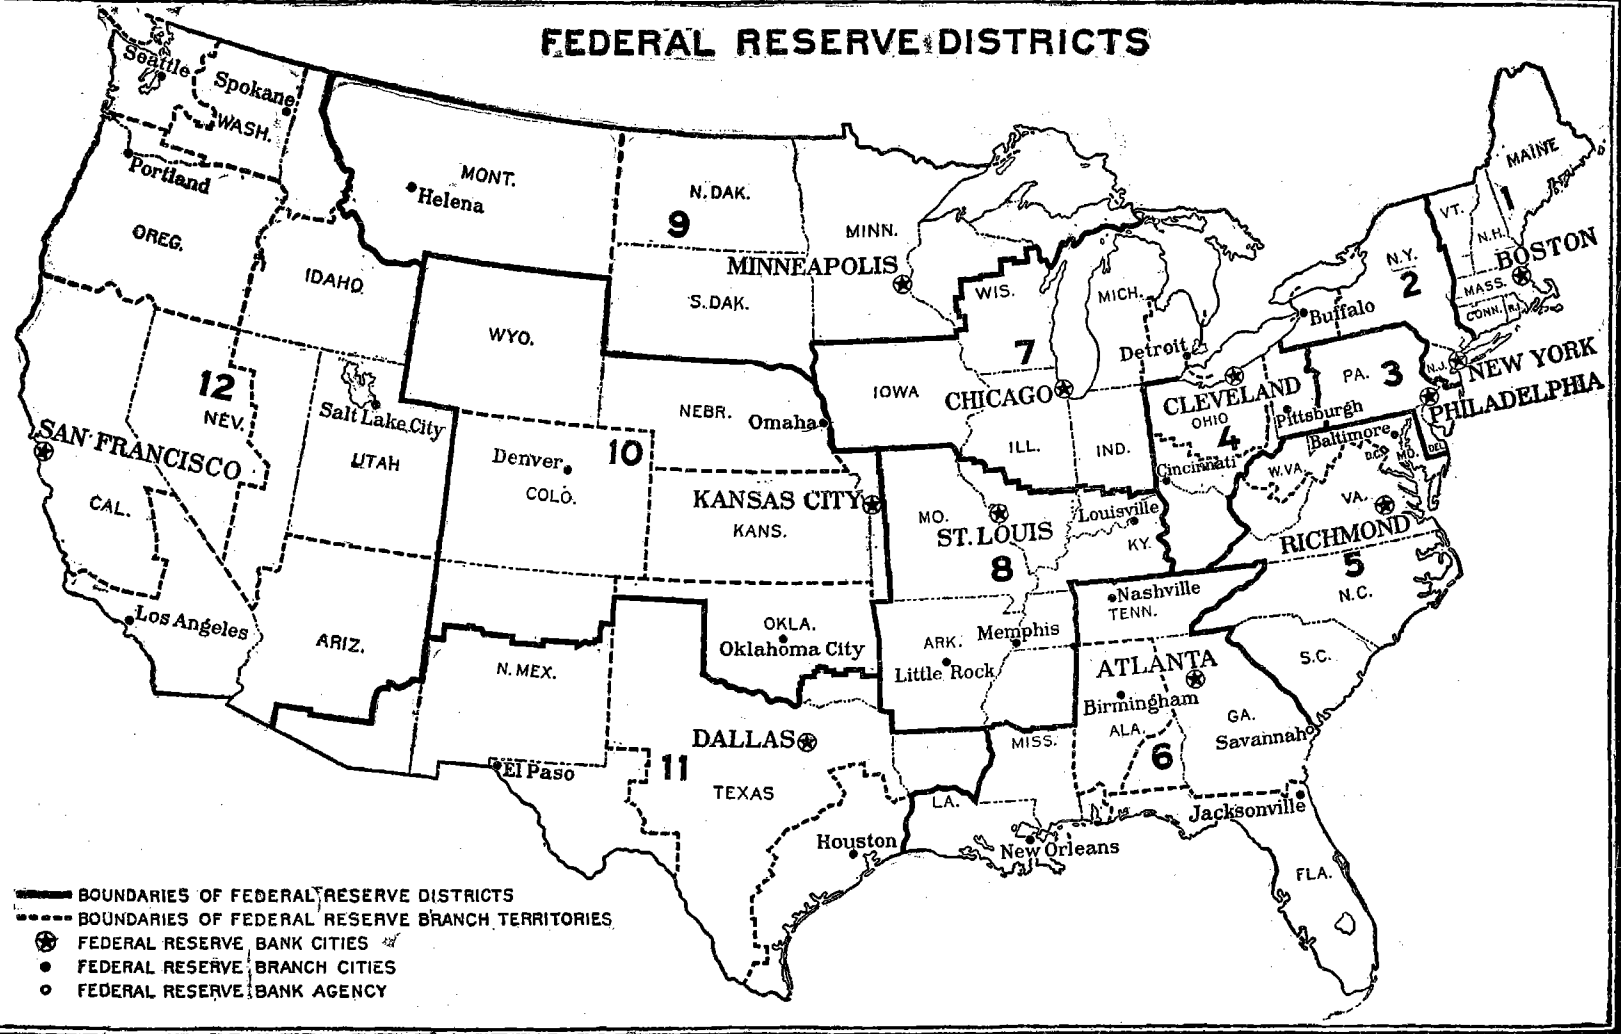 FEDERAL RESERVE DISTRICTS
Seattle
Spokane
WASH.
Portland
OREG.
MONT.
Helena
IDAHO
WYO.
N. DAK.
9
S. DAK.
MINN.
MINNEAPOLIS
WIS.
MICH.
7
Detroit
IOWA
CHICAGO
ILL.
IND.
MAINE
VT.
N.H.
1
BOSTON
MASS.
CONN.
R.I.
N.Y.
2
Buffalo
NEW YORK
N.J.
PA.
3
PHILADELPHIA
CLEVELAND
OHIO
4
Pittsburgh
Cincinnati
Baltimore
D.C.
MD.
DEL.
W.VA.
VA.
RICHMOND
5
N.C.
S.C.
12
NEV.
Salt Lake City
UTAH
SAN FRANCISCO
CAL.
Los Angeles
ARIZ.
NEBR.
Omaha
10
Denver
COLO.
KANSAS CITY
KANS.
MO.
ST. LOUIS
8
Louisville
KY.
Nashville
TENN.
Memphis
ARK.
Little Rock
OKLA.
Oklahoma City
N. MEX.
El Paso
DALLAS
11
TEXAS
Houston
LA.
New Orleans
MISS.
ATLANTA
Birmingham
ALA.
6
GA.
Savannah
Jacksonville
FLA.
BOUNDARIES OF FEDERAL RESERVE DISTRICTS
BOUNDARIES OF FEDERAL RESERVE BRANCH TERRITORIES
FEDERAL RESERVE BANK CITIES
FEDERAL RESERVE BRANCH CITIES
FEDERAL RESERVE BANK AGENCY